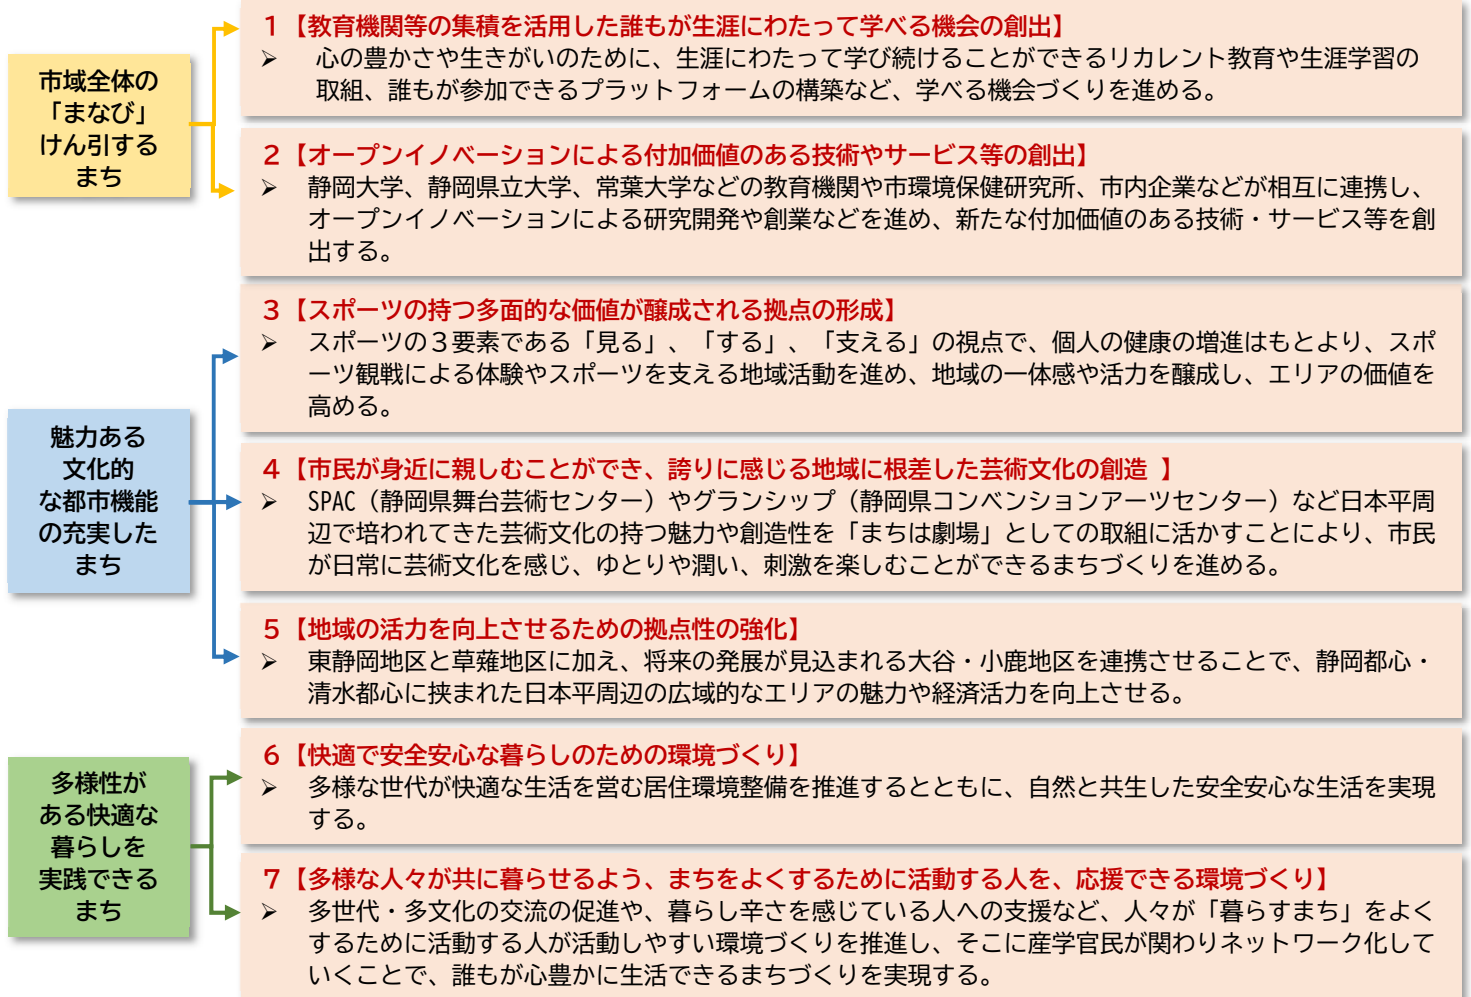 市域全体の
「まなび」
けん引する
まち
１【教育機関等の集積を活用した誰もが生涯にわたって学べる機会の創出】
➢ 心の豊かさや生きがいのために、生涯にわたって学び続けることができるリカレント教育や生涯学習の
取組、誰もが参加できるプラットフォームの構築など、学べる機会づくりを進める。
２【オープンイノベーションによる付加価値のある技術やサービス等の創出】
➢ 静岡大学、静岡県立大学、常葉大学などの教育機関や市環境保健研究所、市内企業などが相互に連携し、
オープンイノベーションによる研究開発や創業などを進め、新たな付加価値のある技術・サービス等を創
出する。
魅力ある
文化的
な都市機能
の充実した
まち
３【スポーツの持つ多面的な価値が醸成される拠点の形成】
➢ スポーツの３要素である「見る」、「する」、「支える」の視点で、個人の健康の増進はもとより、スポ
ーツ観戦による体験やスポーツを支える地域活動を進め、地域の一体感や活力を醸成し、エリアの価値を
高める。
４【市民が身近に親しむことができ、誇りに感じる地域に根差した芸術文化の創造 】
➢ SPAC（静岡県舞台芸術センター）やグランシップ（静岡県コンベンションアーツセンター）など日本平周
辺で培われてきた芸術文化の持つ魅力や創造性を「まちは劇場」としての取組に活かすことにより、市民
が日常に芸術文化を感じ、ゆとりや潤い、刺激を楽しむことができるまちづくりを進める。
５【地域の活力を向上させるための拠点性の強化】
➢ 東静岡地区と草薙地区に加え、将来の発展が見込まれる大谷・小鹿地区を連携させることで、静岡都心・
清水都心に挟まれた日本平周辺の広域的なエリアの魅力や経済活力を向上させる。
多様性が
ある快適な
暮らしを
実践できる
まち
６【快適で安全安心な暮らしのための環境づくり】
➢ 多様な世代が快適な生活を営む居住環境整備を推進するとともに、自然と共生した安全安心な生活を実現
する。
７【多様な人々が共に暮らせるよう、まちをよくするために活動する人を、応援できる環境づくり】
➢ 多世代・多文化の交流の促進や、暮らし辛さを感じている人への支援など、人々が「暮らすまち」をよく
するために活動する人が活動しやすい環境づくりを推進し、そこに産学官民が関わりネットワーク化して
いくことで、誰もが心豊かに生活できるまちづくりを実現する。